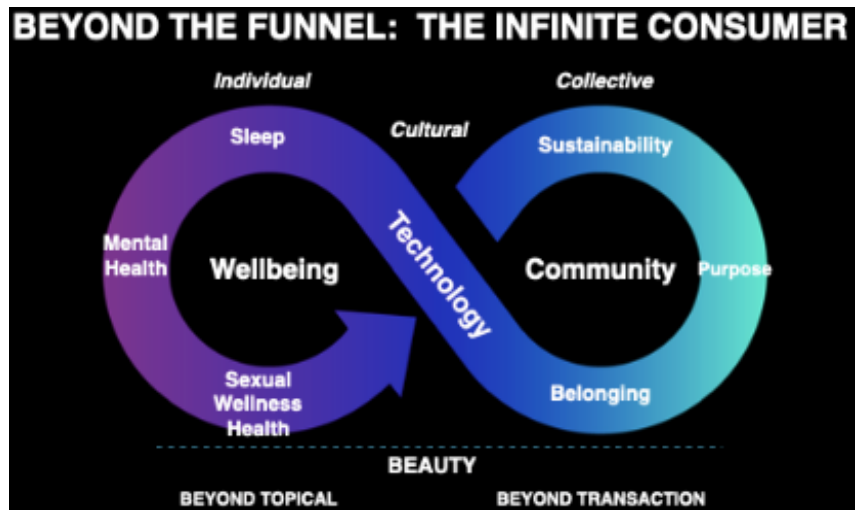 BEYOND THE FUNNEL: THE INFINITE CONSUMER
Individual
Collective
Cultural
Sleep
Sustainability
Mental
Health
Wellbeing
Technology
Community
Purpose
Sexual
Wellness
Health
Belonging
BEAUTY
BEYOND TOPICAL
BEYOND TRANSACTION